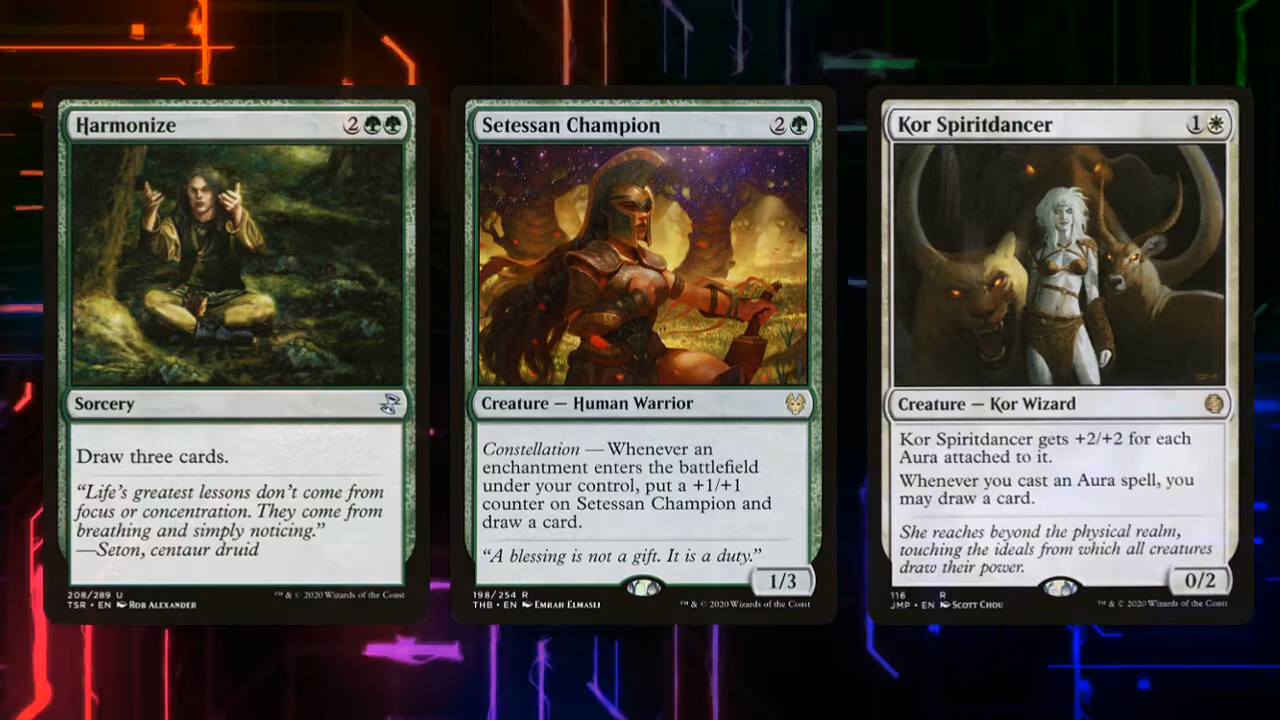 Harmonize 2
Sorcery
Draw three cards.
“Life’s greatest lessons don’t come from
focus or concentration. They come from
breathing and simply noticing.”
—Seton, centaur druid
208/289 U
TSR • EN Rob Alexander
™ & © 2020 Wizards of the Coast
Setessan Champion 2
Creature — Human Warrior
Constellation — Whenever an
enchantment enters the battlefield
under your control, put a +1/+1
counter on Setessan Champion and
draw a card.
“A blessing is not a gift. It is a duty.”
1/3
198/254 R
THB • EN Emrah Elmasli
™ & © 2020 Wizards of the Coast
Kor Spiritdancer 1
Creature — Kor Wizard
Kor Spiritdancer gets +2/+2 for each
Aura attached to it.
Whenever you cast an Aura spell, you
may draw a card.
She reaches beyond the physical realm,
touching the ideals from which all creatures
draw their power.
0/2
116 R
JMP • EN Scott Chou
™ & © 2020 Wizards of the Coast